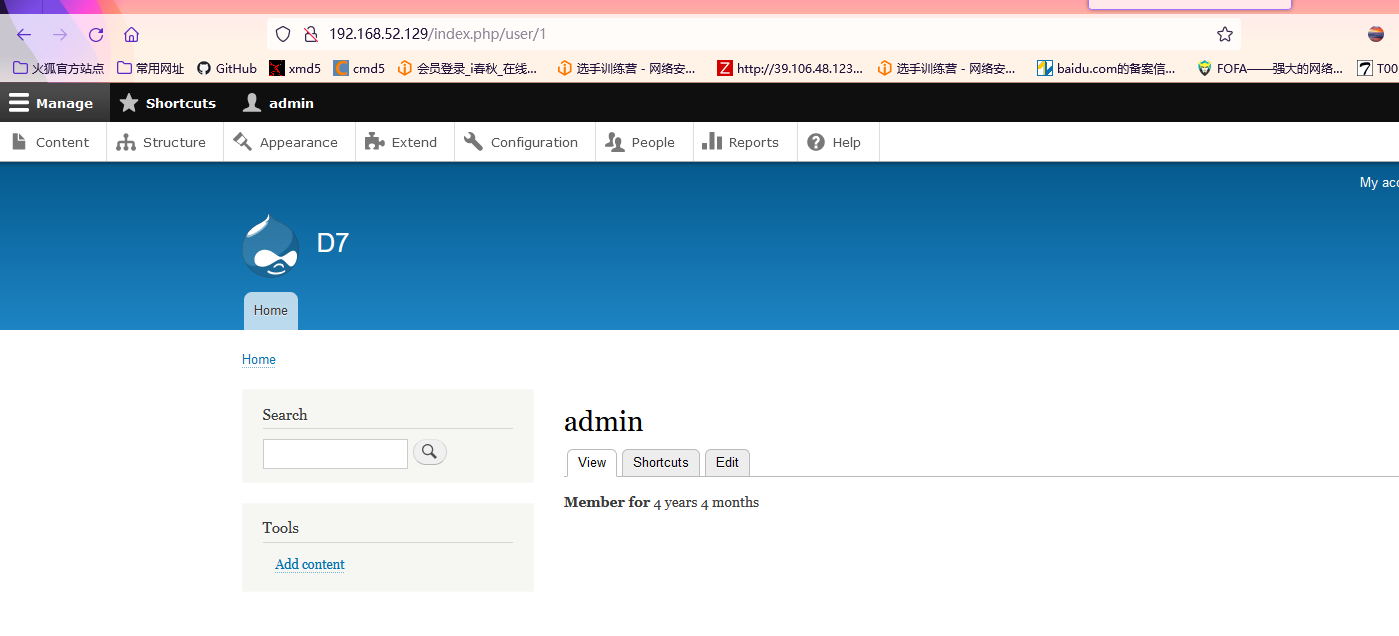 192.168.52.129/index.php/user/1
火狐官方站点 常用网址 GitHub xmd5 cmd5 会员登录_i春秋_在线... 选手训练营 - 网络安... http://39.106.48.123... 选手训练营 - 网络安... baidu.com的备案信... FOFA——强大的网络... T00
Manage Shortcuts admin
Content Structure Appearance Extend Configuration People Reports Help
My acc
D7
Home
Home
Search
admin
View Shortcuts Edit
Member for 4 years 4 months
Tools
Add content